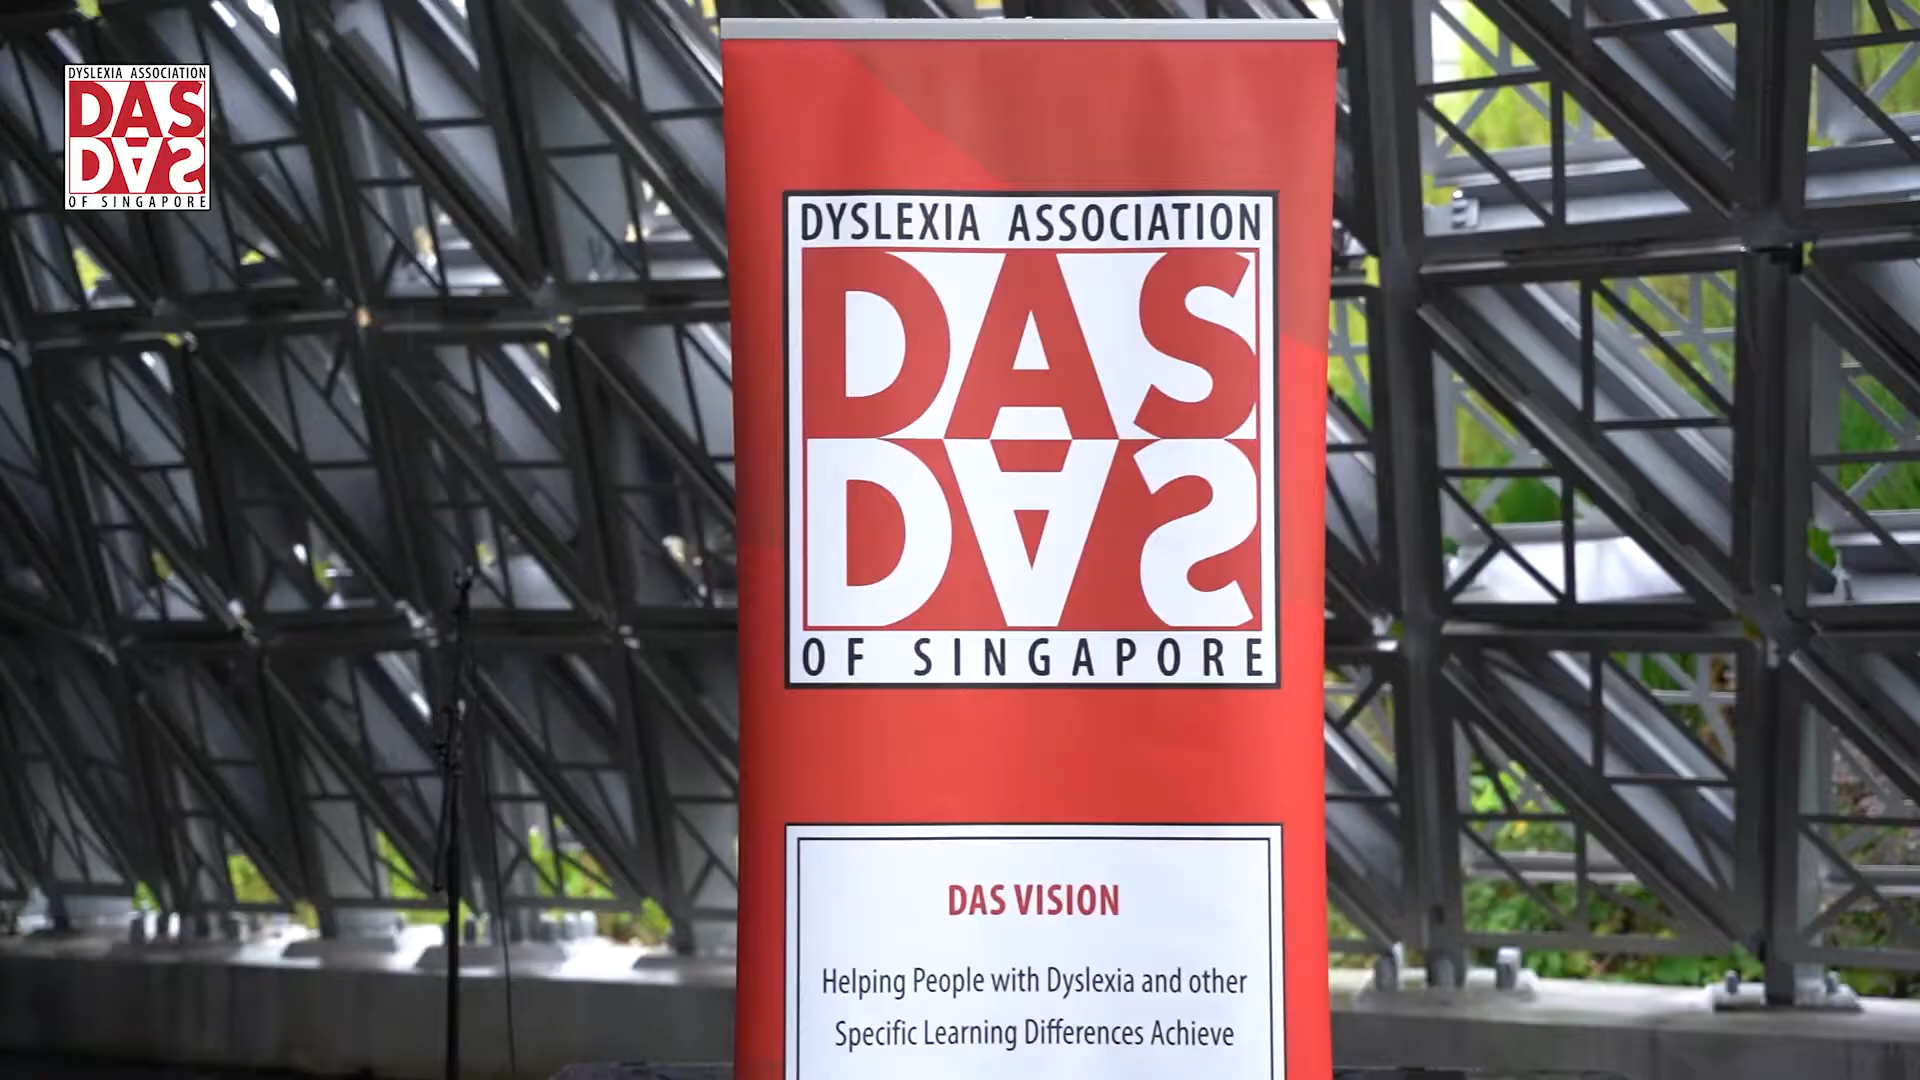 DYSLEXIA ASSOCIATION
DAS
DAS
OF SINGAPORE
DYSLEXIA ASSOCIATION
DAS
DAS
OF SINGAPORE
DAS VISION
Helping People with Dyslexia and other
Specific Learning Differences Achieve